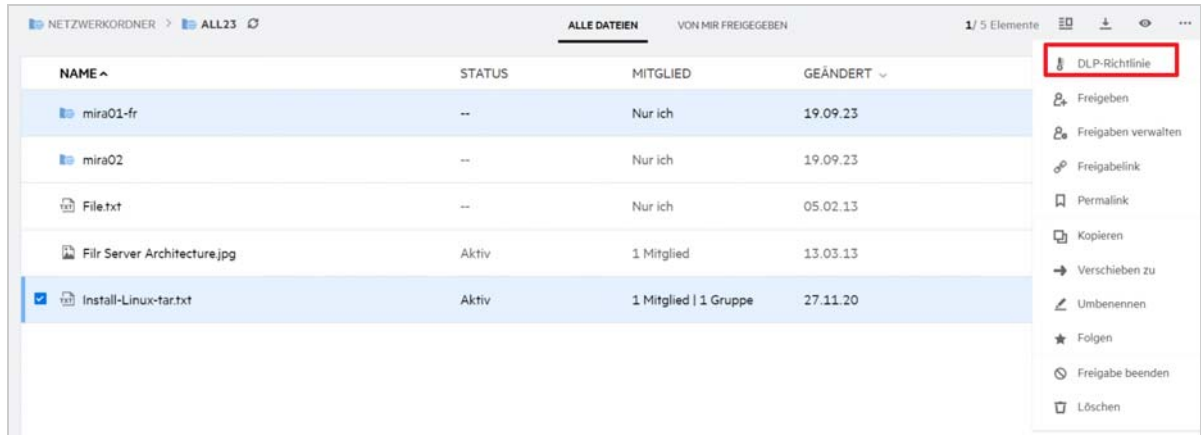 NETZWERKORDNER > ALL23 ALLE DATEIEN VON MIR FREIGEGEBEN 1/ 5 Elemente ...
NAME STATUS MITGLIED GEÄNDERT
mira01-fr -- Nur ich 19.09.23
mira02 -- Nur ich 19.09.23
TXT File.txt -- Nur ich 05.02.13
Filr Server Architecture.jpg Aktiv 1 Mitglied 13.03.13
TXT Install-Linux-tar.txt Aktiv 1 Mitglied | 1 Gruppe 27.11.20
DLP-Richtlinie
Freigeben
Freigaben verwalten
Freigabelink
Permalink
Kopieren
Verschieben zu
Umbenennen
Folgen
Freigabe beenden
Löschen